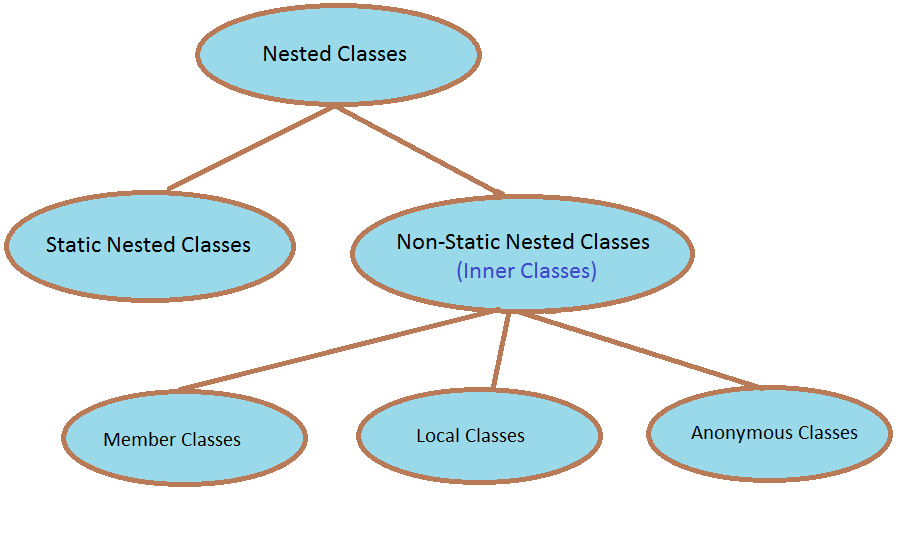 Nested Classes
Static Nested Classes
Non-Static Nested Classes
(Inner Classes)
Member Classes
Local Classes
Anonymous Classes